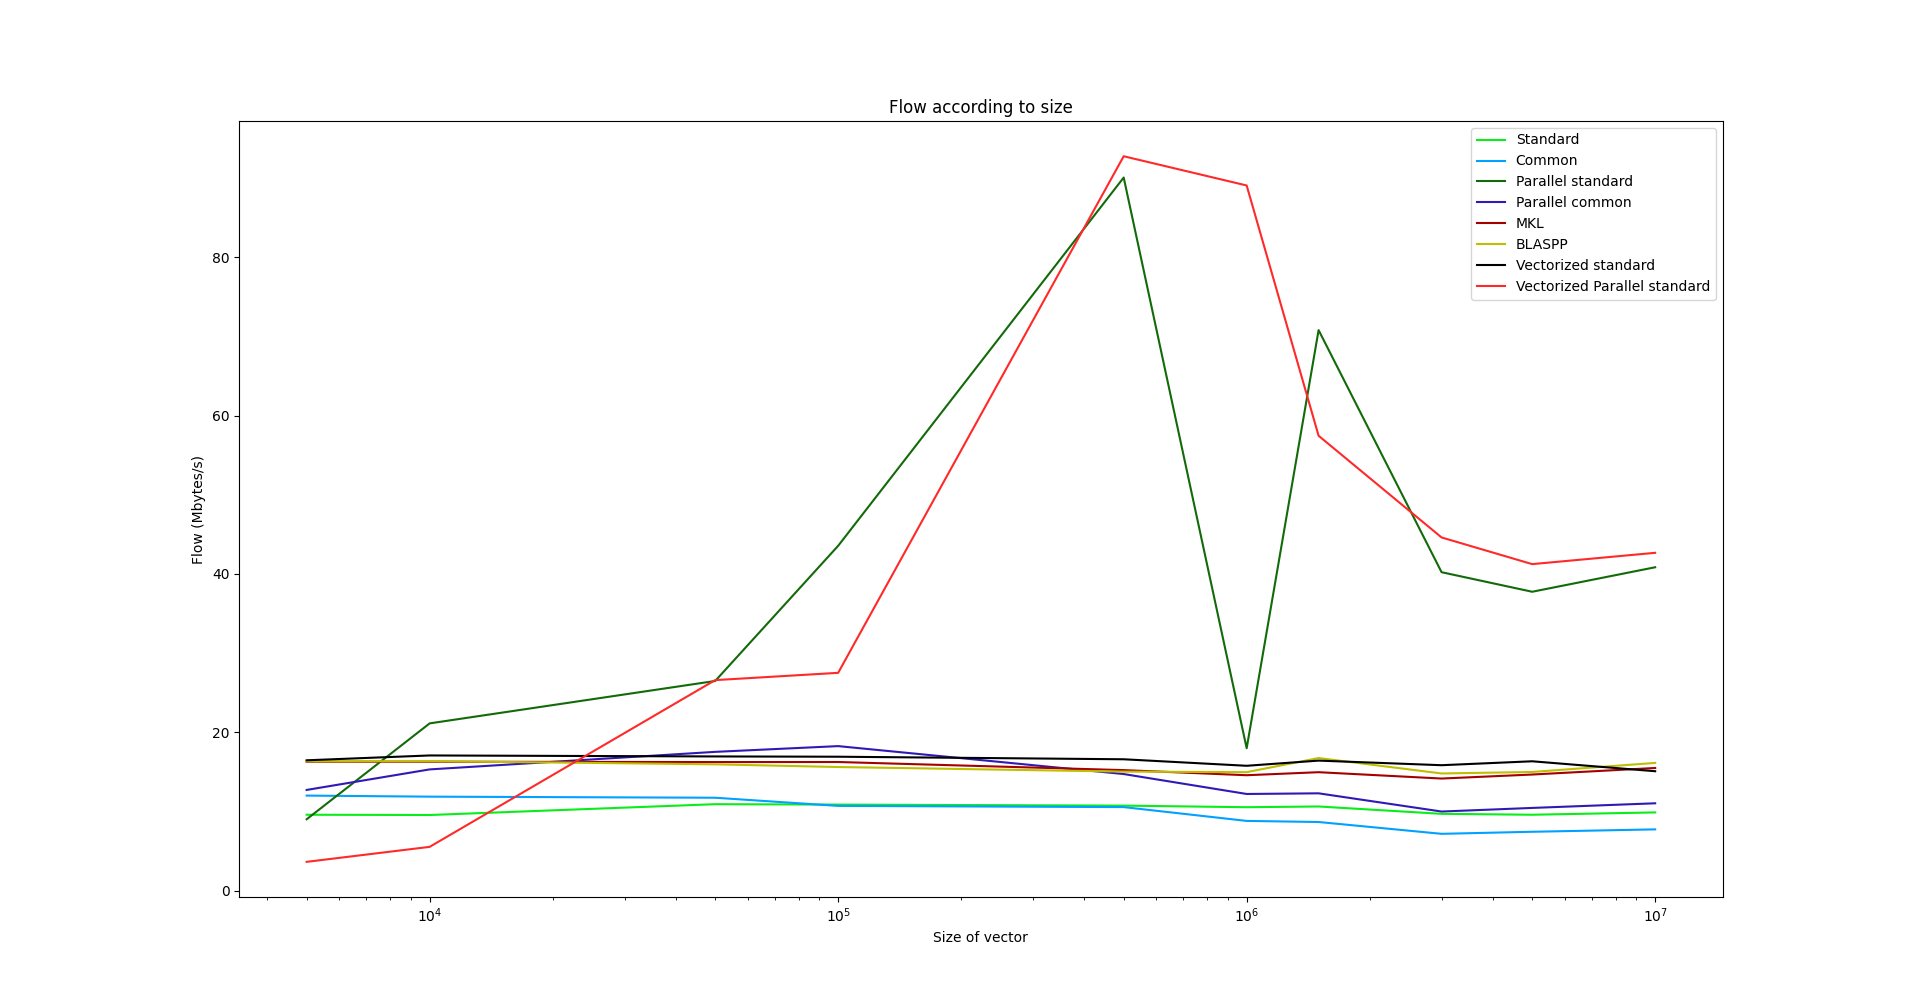 Flow according to size
Standard
Common
Parallel standard
Parallel common
MKL
BLASPP
Vectorized standard
Vectorized Parallel standard
Flow (Mbytes/s)
80
60
40
20
0
10⁴ 10⁵ 10⁶ 10⁷
Size of vector